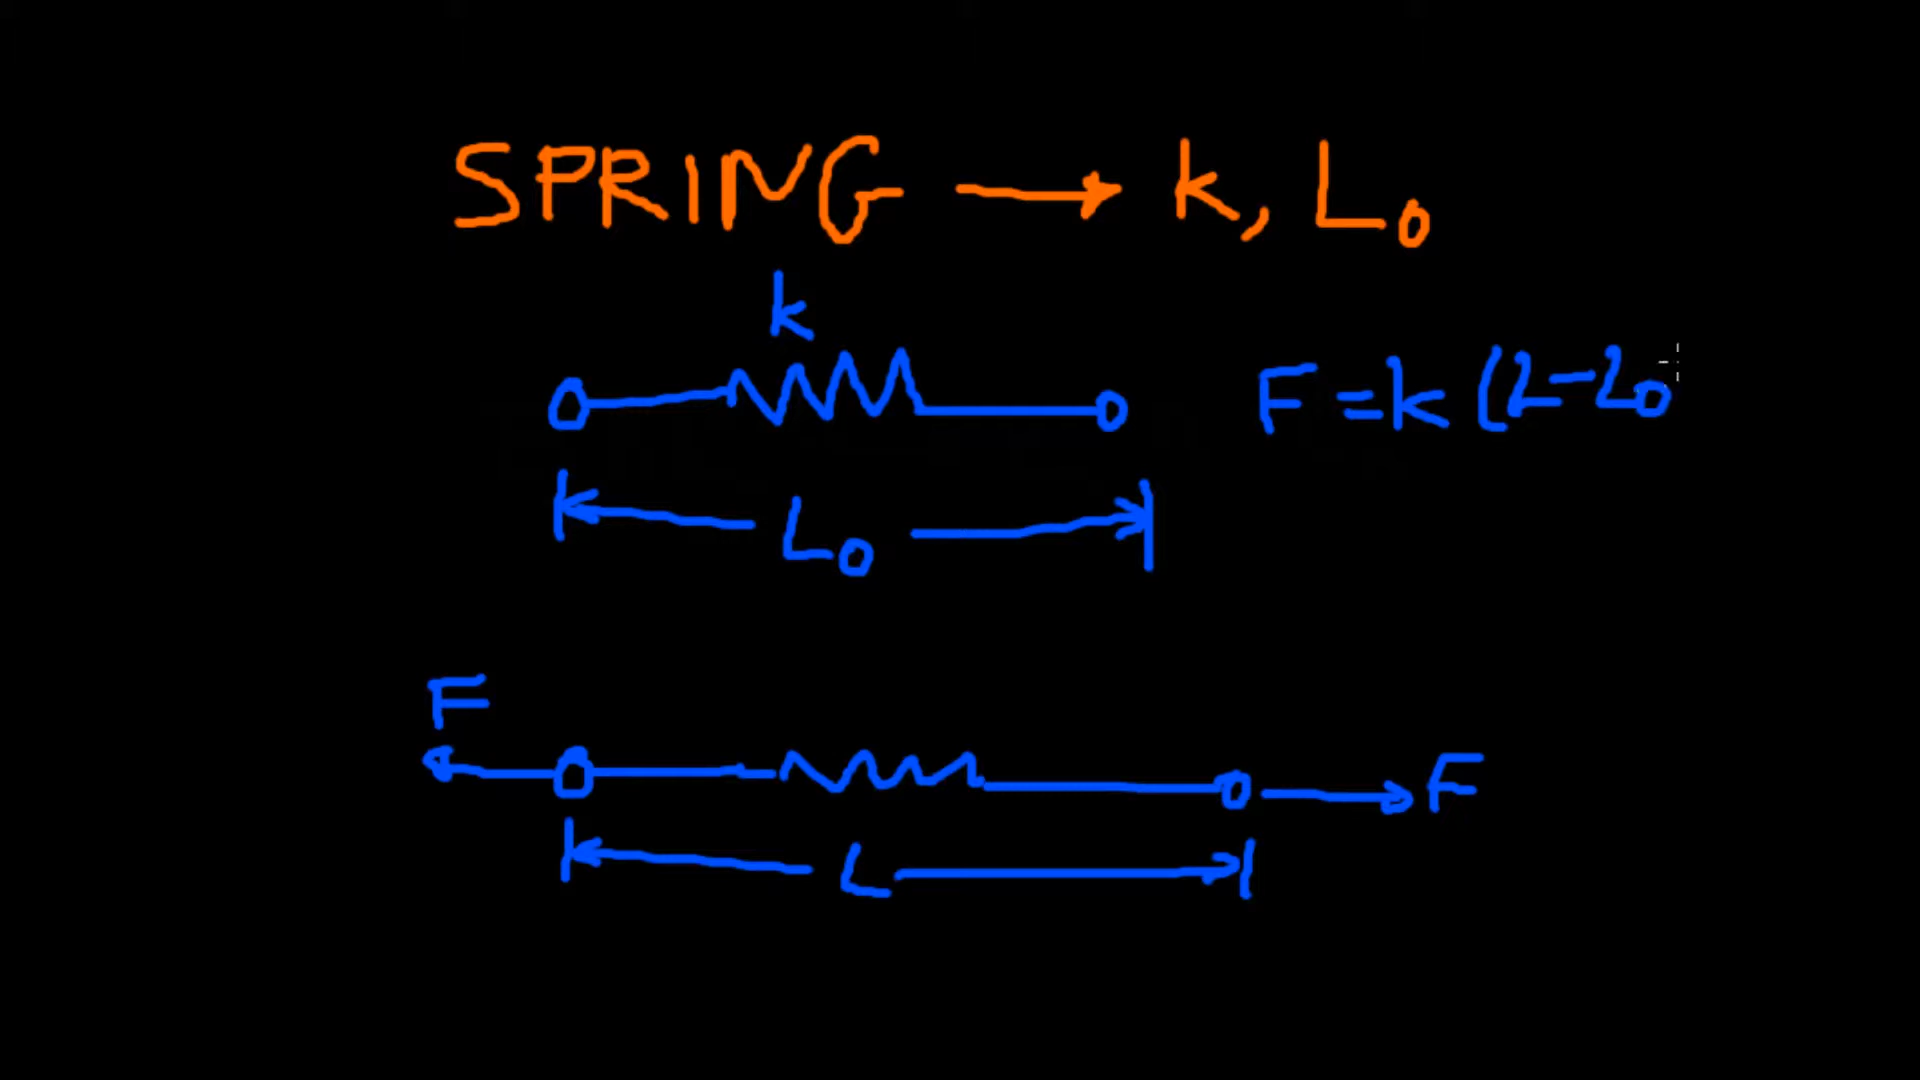 SPRING → k, L₀
k
F = k (L-L₀
L₀
F
F
L